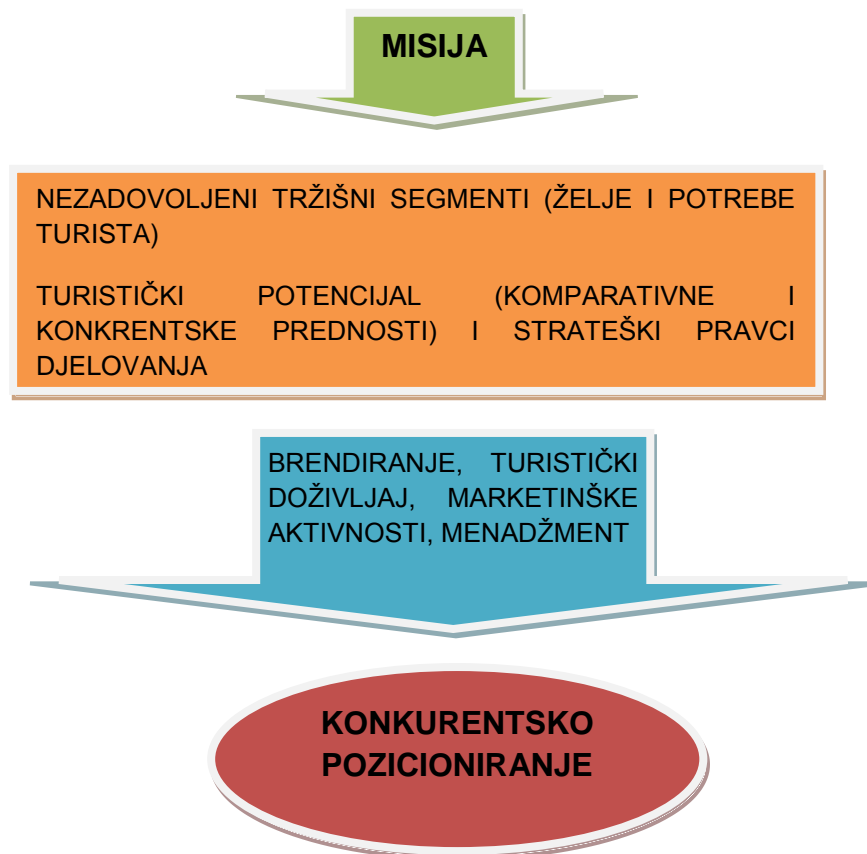 MISIJA
NEZADOVOLJENI TRŽIŠNI SEGMENTI (ŽELJE I POTREBE
TURISTA)
TURISTIČKI POTENCIJAL (KOMPARATIVNE I
KONKRENTSKE PREDNOSTI) I STRATEŠKI PRAVCI
DJELOVANJA
BRENDIRANJE, TURISTIČKI
DOŽIVLJAJ, MARKETINŠKE
AKTIVNOSTI, MENADŽMENT
KONKURENTSKO
POZICIONIRANJE